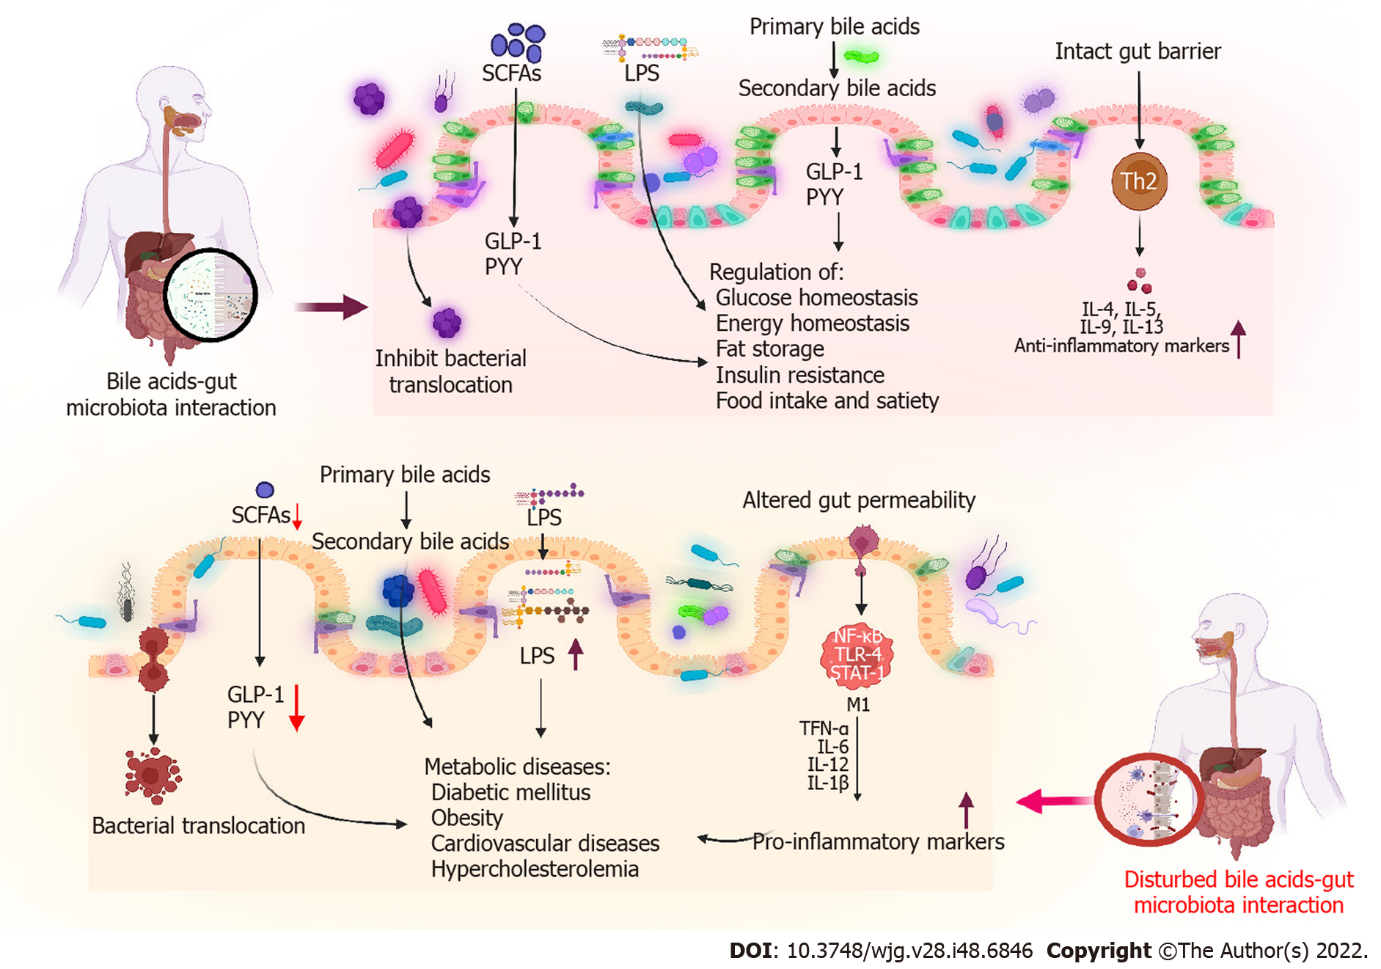 Primary bile acids
SCFAs
LPS
Secondary bile acids
Intact gut barrier
GLP-1
PYY
Th2
GLP-1
PYY
Regulation of:
Glucose homeostasis
Energy homeostasis
Fat storage
Insulin resistance
Food intake and satiety
IL-4, IL-5,
IL-9, IL-13
Anti-inflammatory markers
Inhibit bacterial
translocation
Bile acids-gut
microbiota interaction
Primary bile acids
SCFAs
Secondary bile acids
LPS
Altered gut permeability
LPS
NF-κB
TLR-4
STAT-1
M1
TFN-α
IL-6
IL-12
IL-1β
GLP-1
PYY
Bacterial translocation
Metabolic diseases:
Diabetic mellitus
Obesity
Cardiovascular diseases
Hypercholesterolemia
Pro-inflammatory markers
Disturbed bile acids-gut
microbiota interaction
DOI: 10.3748/wjg.v28.i48.6846 Copyright ©The Author(s) 2022.